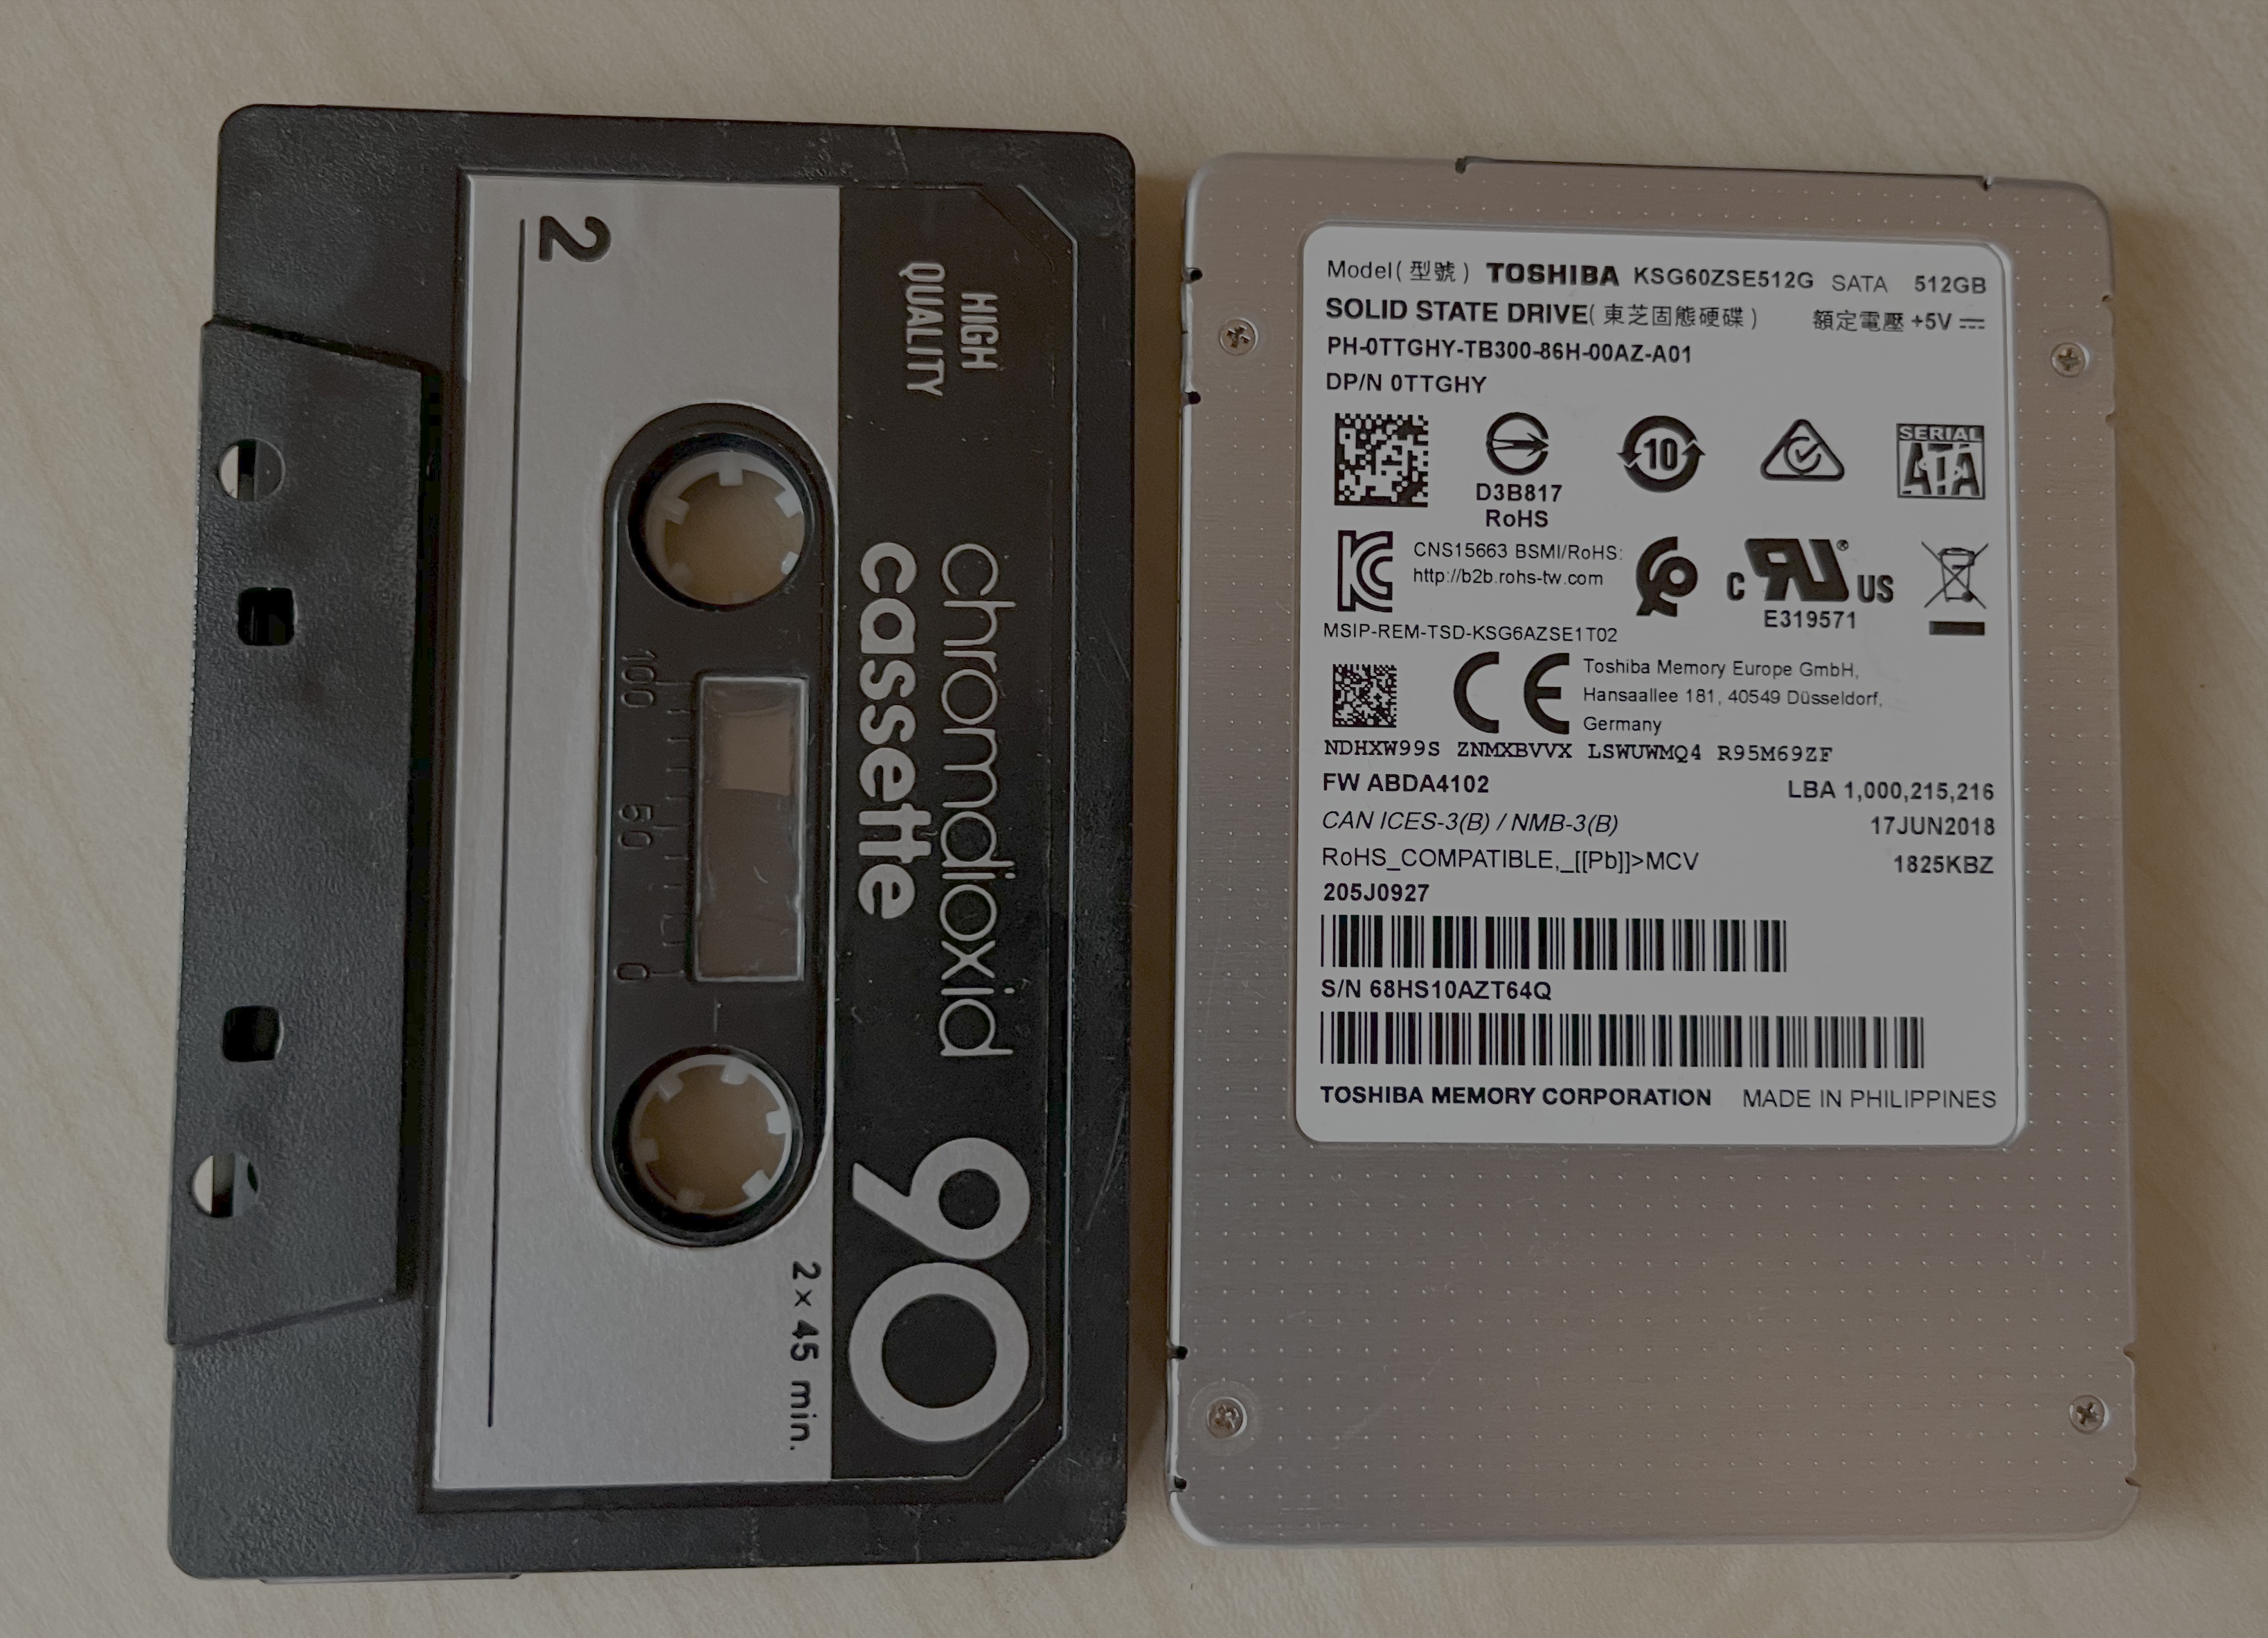 2
HIGH
QUALITY
chromdioxid
cassette
90
2 x 45 min.
100
50
0
Model(型號) TOSHIBA KSG60ZSE512G SATA 512GB
SOLID STATE DRIVE(東芝固態硬碟) 額定電壓 +5V
PH-0TTGHY-TB300-86H-00AZ-A01
DP/N 0TTGHY
D3B817
RoHS
10
SERIAL
ATA
CNS15663 BSMI/RoHS:
http://b2b.rohs-tw.com
C RU ® US
E319571
MSIP-REM-TSD-KSG6AZSE1T02
CE
Toshiba Memory Europe GmbH,
Hansaallee 181, 40549 Düsseldorf,
Germany
NDHXW99S ZNMXBVVX LSWUWMQ4 R95M69ZF
FW ABDA4102 LBA 1,000,215,216
CAN ICES-3(B) / NMB-3(B) 17JUN2018
RoHS_COMPATIBLE,_[[Pb]]>MCV 1825KBZ
205J0927
S/N 68HS10AZT64Q
TOSHIBA MEMORY CORPORATION MADE IN PHILIPPINES